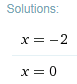 Solutions:
x = −2
x = 0